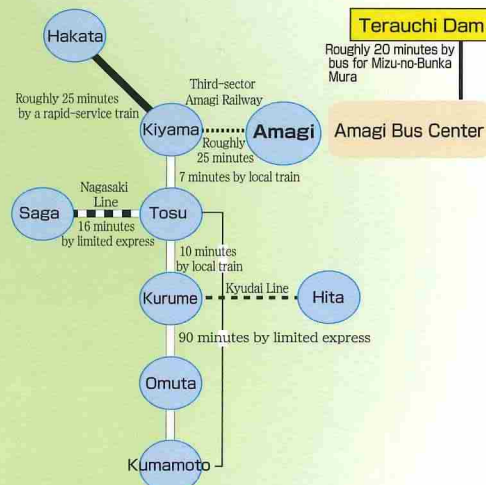 Hakata
Terauchi Dam
Roughly 20 minutes by
bus for Mizu-no-Bunka
Mura
Roughly 25 minutes
by a rapid-service train
Third-sector
Amagi Railway
Kiyama
Roughly
25 minutes
Amagi
Amagi Bus Center
7 minutes by local train
Nagasaki
Line
Saga
16 minutes
by limited express
Tosu
10 minutes
by local train
Kurume
Kyudai Line
Hita
90 minutes by limited express
Omuta
Kumamoto